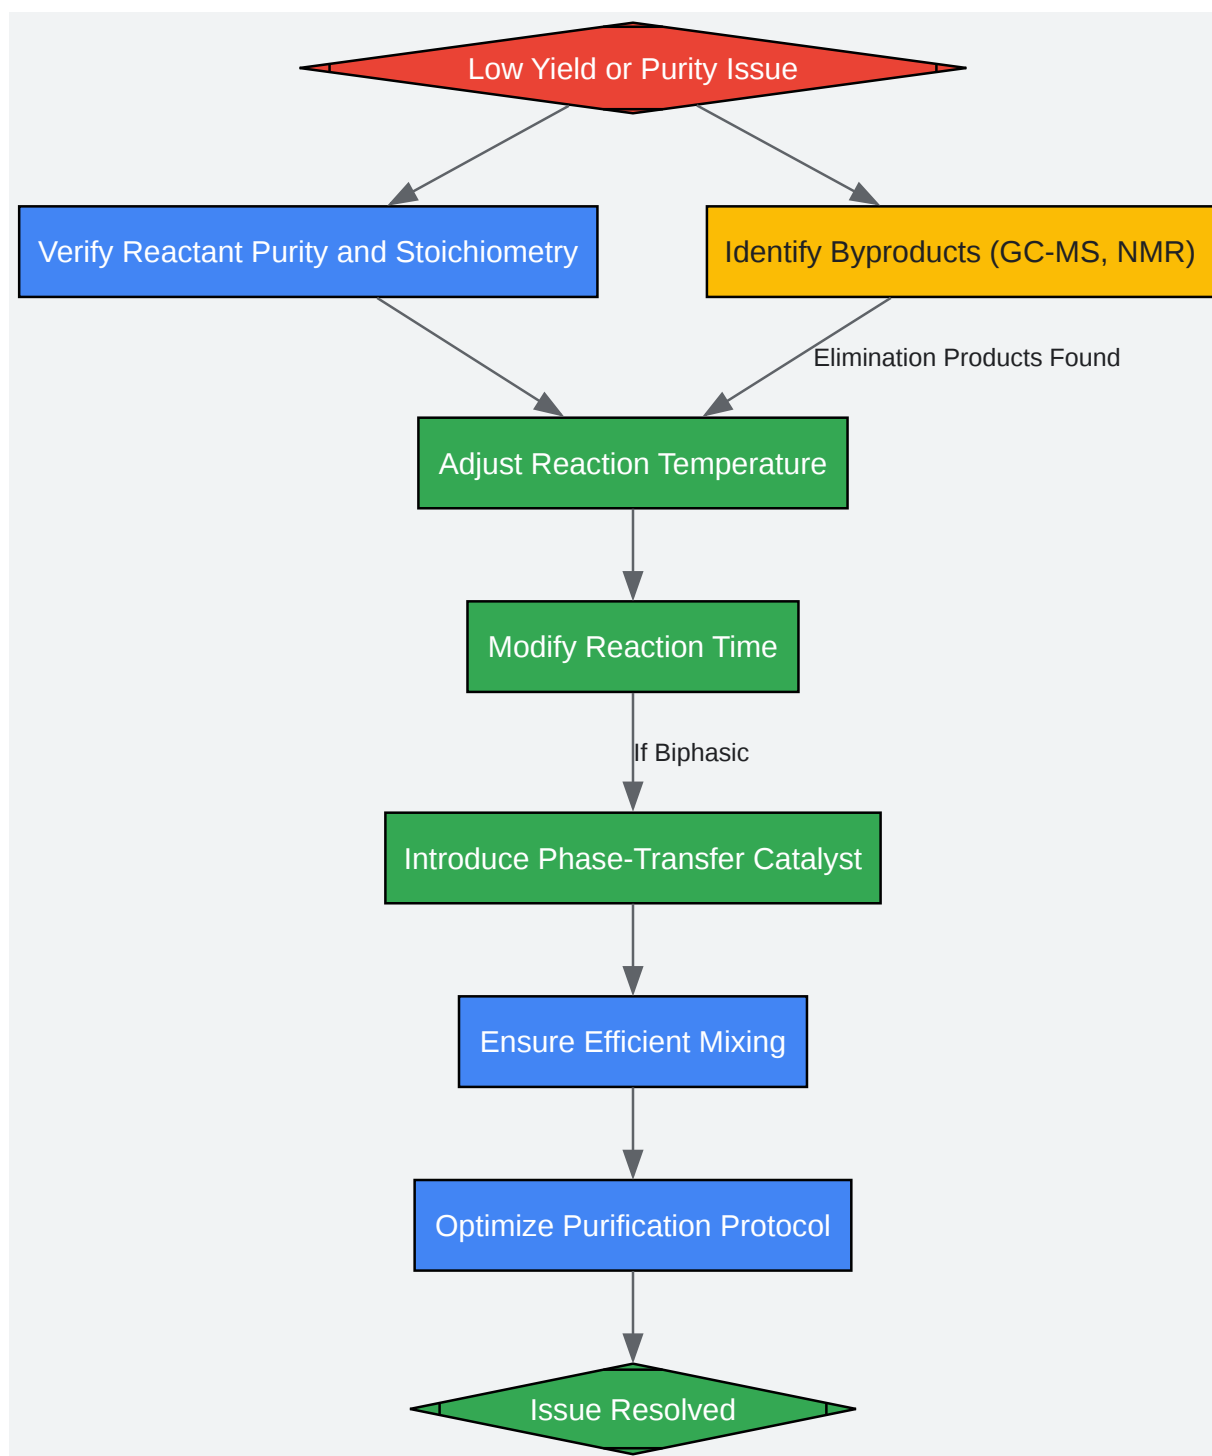 Low Yield or Purity Issue
Verify Reactant Purity and Stoichiometry
Identify Byproducts (GC-MS, NMR)
Elimination Products Found
Adjust Reaction Temperature
Modify Reaction Time
If Biphasic
Introduce Phase-Transfer Catalyst
Ensure Efficient Mixing
Optimize Purification Protocol
Issue Resolved